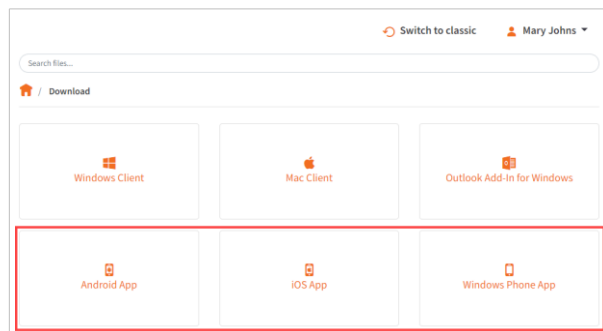 Switch to classic Mary Johns
Search files...
/ Download
Windows Client Mac Client Outlook Add-In for Windows
Android App iOS App Windows Phone App